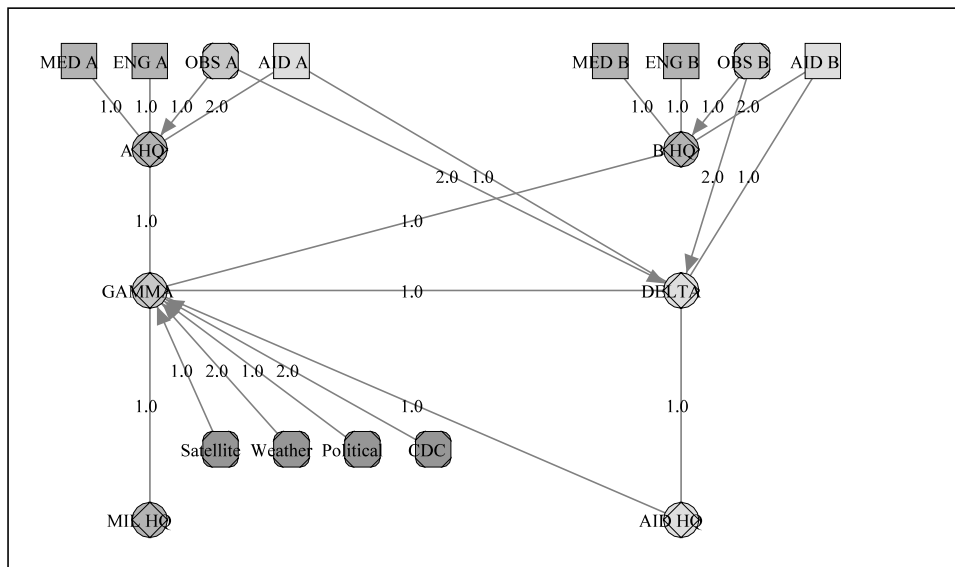 MED A ENG A OBS A AID A MED B ENG B OBS B AID B
1.0 1.0 1.0 2.0 1.0 1.0 1.0 2.0
A HQ B HQ
2.0 1.0 2.0 1.0
1.0 1.0
GAMMA 1.0 DELTA
1.0 2.0 1.0 2.0
1.0 1.0 1.0
Satellite Weather Political CDC
MIL HQ AID HQ